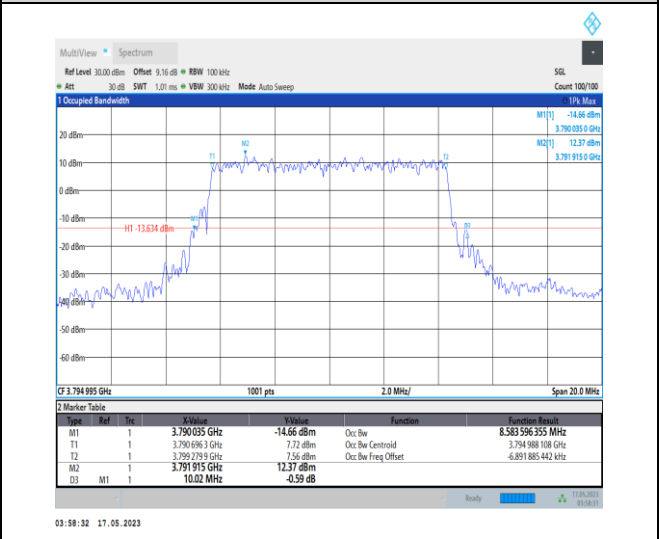 MultiView Spectrum
Ref Level 30.00 dBm Offset 9.16 dB RBW 100 kHz SGL
Att 30 dB SWT 1.01 ms VBW 300 kHz Mode Auto Sweep Count 100/100
1 Occupied Bandwidth 1Pk Max
M1[1] -14.66 dBm
3.790 035 0 GHz
M2[1] 12.37 dBm
3.791 915 0 GHz
20 dBm
M2
T1 T2
10 dBm
0 dBm
-10 dBm
M1
H1 -13.634 dBm
-20 dBm
-30 dBm
-40 dBm
-50 dBm
-60 dBm
CF 3.794 995 GHz 1001 pts 2.0 MHz/ Span 20.0 MHz
2 Marker Table
Type Ref Trc X-Value Y-Value Function Function Result
M1 1 3.790 035 GHz -14.66 dBm Occ Bw 8.583 596 355 MHz
T1 1 3.790 696 3 GHz 7.72 dBm Occ Bw Centroid 3.794 988 108 GHz
T2 1 3.799 279 9 GHz 7.56 dBm Occ Bw Freq Offset -6.891 885 442 kHz
M2 1 3.791 915 GHz 12.37 dBm
D3 M1 1 10.02 MHz -0.59 dB
Ready 17.05.2023
03:58:31
03:58:32 17.05.2023